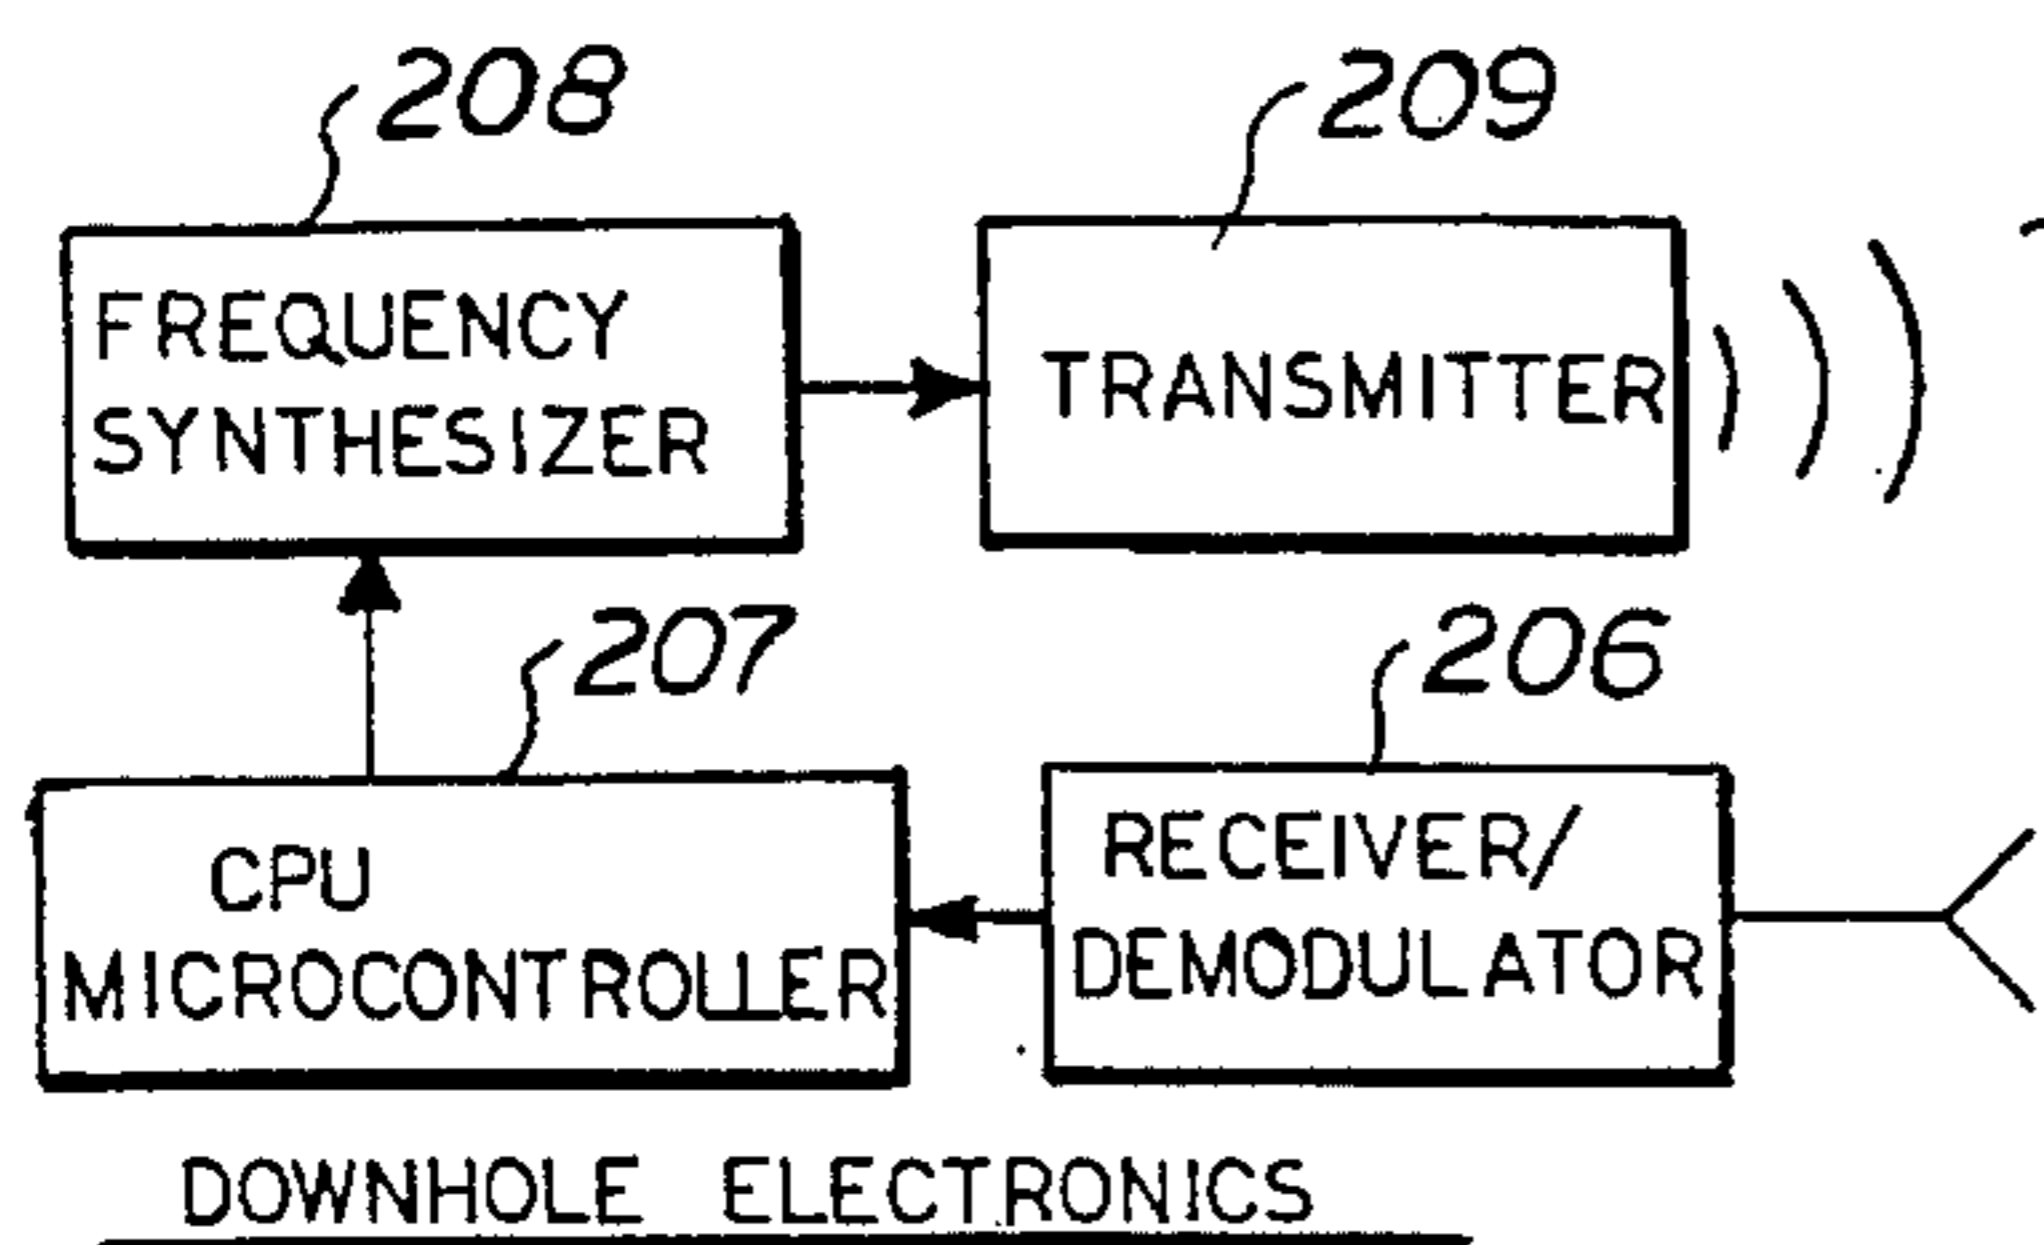 208
209
FREQUENCY
SYNTHESIZER
TRANSMITTER
207
206
CPU
MICROCONTROLLER
RECEIVER/
DEMODULATOR
DOWNHOLE ELECTRONICS